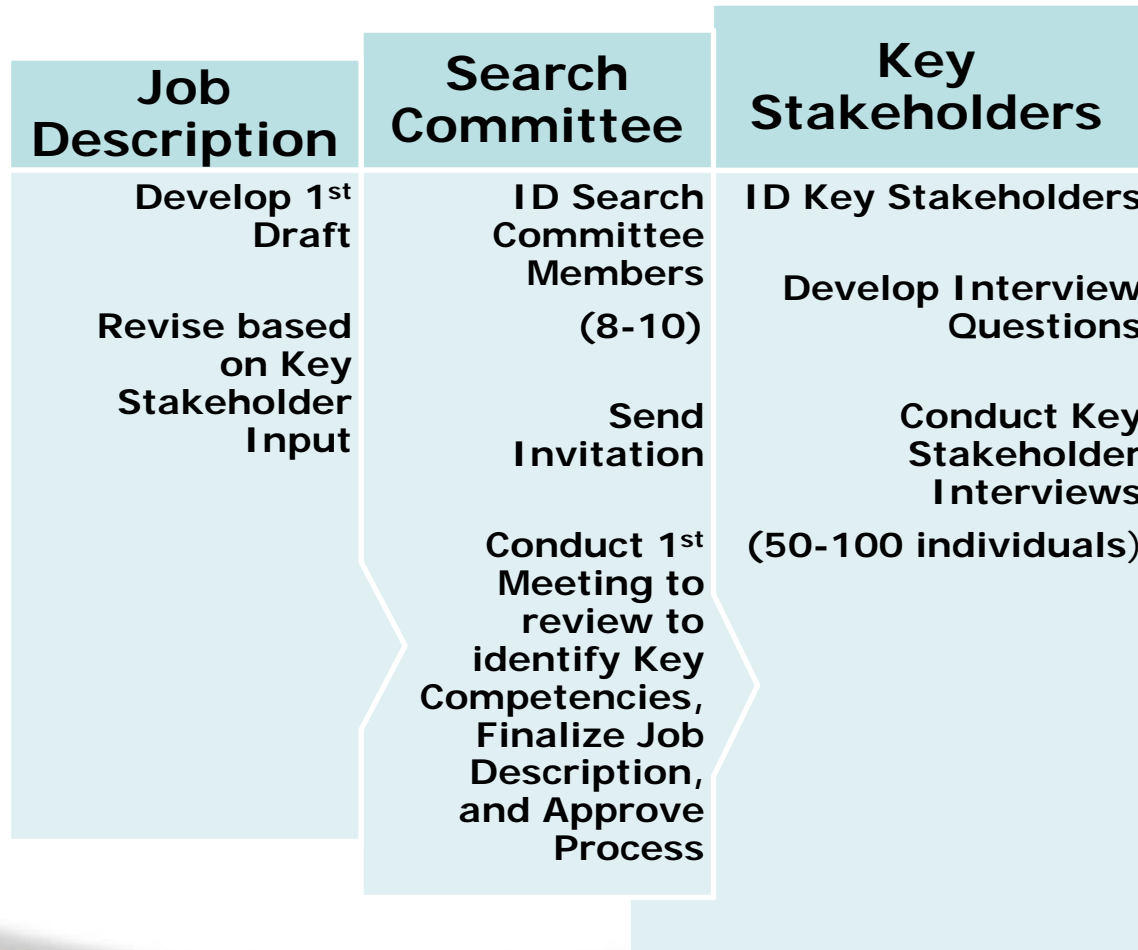 Job
Description
Develop 1st
Draft
Revise based
on Key
Stakeholder
Input
Search
Committee
ID Search
Committee
Members
(8-10)
Send
Invitation
Conduct 1st
Meeting to
review to
identify Key
Competencies,
Finalize Job
Description,
and Approve
Process
Key
Stakeholders
ID Key Stakeholders
Develop Interview
Questions
Conduct Key
Stakeholder
Interviews
(50-100 individuals)